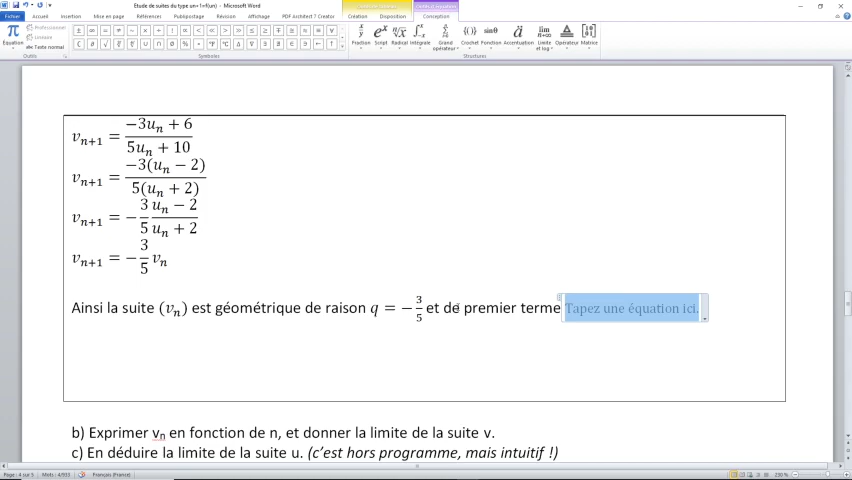 Étude de suites du type un+1=f(un) - Microsoft Word
Fichier Accueil Insertion Mise en page Références Publipostage Révision Affichage PDF Architect 7 Creator Création Disposition Conception
Équation
Professionnel
Linéaire
abc Texte normal
Fraction Script Radical Intégrale Grand opérateur Crochet Fonction Accentuation Limite et log Opérateur Matrice
Outils Symboles Structures
v_{n+1} = \frac{-3u_n + 6}{5u_n + 10}
v_{n+1} = \frac{-3(u_n - 2)}{5(u_n + 2)}
v_{n+1} = -\frac{3}{5}\frac{u_n - 2}{u_n + 2}
v_{n+1} = -\frac{3}{5}v_n
Ainsi la suite (v_n) est géométrique de raison q = -\frac{3}{5} et de premier terme Tapez une équation ici.
b) Exprimer v_n en fonction de n, et donner la limite de la suite v.
c) En déduire la limite de la suite u. (c’est hors programme, mais intuitif !)
Page : 4 sur 5 Mots : 4/933 Français (France) 230 %